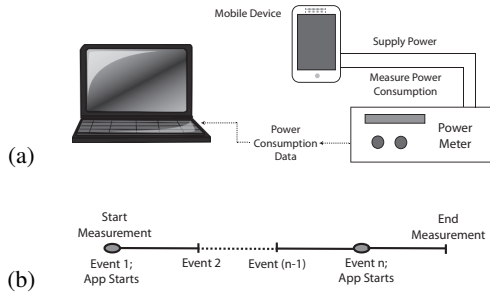 Mobile Device
Supply Power
Measure Power
Consumption
Power
Consumption
Data
Power
Meter
(a)
Start
Measurement
End
Measurement
Event 1;
App Starts
Event 2
Event (n-1)
Event n;
App Starts
(b)